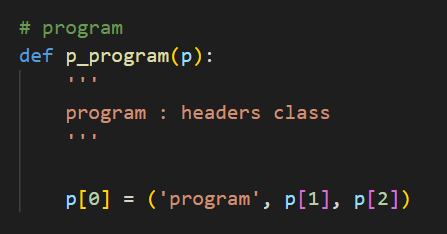 # program
def p_program(p):
    '''
    program : headers class
    '''
    p[0] = ('program', p[1], p[2])